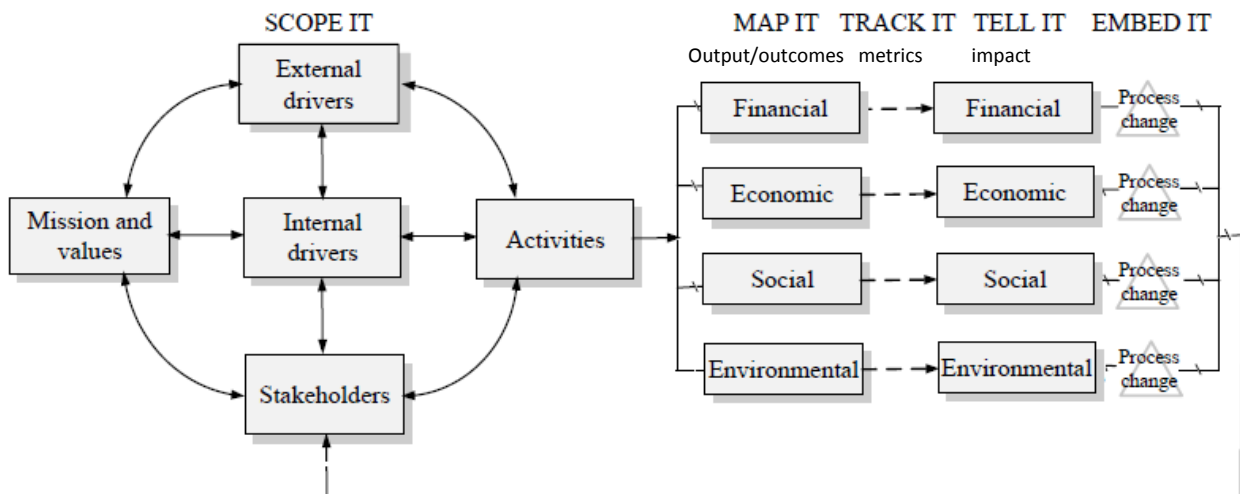 SCOPE IT
MAP IT TRACK IT TELL IT EMBED IT
Output/outcomes metrics impact
External
drivers
Mission and
values
Internal
drivers
Activities
Stakeholders
Financial
Financial
Process
change
Economic
Economic
Process
change
Social
Social
Process
change
Environmental
Environmental
Process
change